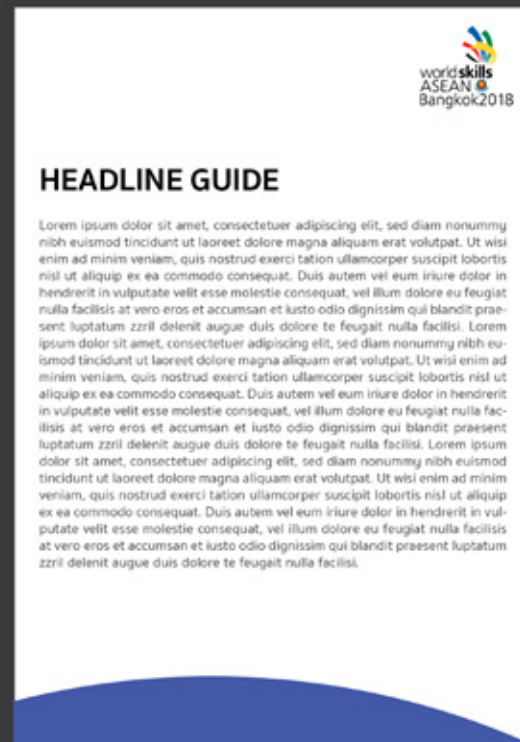 worldskills
ASEAN
Bangkok2018
HEADLINE GUIDE
Lorem ipsum dolor sit amet, consectetuer adipiscing elit, sed diam nonummy
nibh euismod tincidunt ut laoreet dolore magna aliquam erat volutpat. Ut wisi
enim ad minim veniam, quis nostrud exerci tation ullamcorper suscipit lobortis
nisl ut aliquip ex ea commodo consequat. Duis autem vel eum iriure dolor in
hendrerit in vulputate velit esse molestie consequat, vel illum dolore eu feugiat
nulla facilisis at vero eros et accumsan et iusto odio dignissim qui blandit prae-
sent luptatum zzril delenit augue duis dolore te feugait nulla facilisi. Lorem
ipsum dolor sit amet, consectetuer adipiscing elit, sed diam nonummy nibh eu-
ismod tincidunt ut laoreet dolore magna aliquam erat volutpat. Ut wisi enim ad
minim veniam, quis nostrud exerci tation ullamcorper suscipit lobortis nisl ut
aliquip ex ea commodo consequat. Duis autem vel eum iriure dolor in hendrerit
in vulputate velit esse molestie consequat, vel illum dolore eu feugiat nulla fac-
ilisis at vero eros et accumsan et iusto odio dignissim qui blandit praesent
luptatum zzril delenit augue duis dolore te feugait nulla facilisi. Lorem ipsum
dolor sit amet, consectetuer adipiscing elit, sed diam nonummy nibh euismod
tincidunt ut laoreet dolore magna aliquam erat volutpat. Ut wisi enim ad minim
veniam, quis nostrud exerci tation ullamcorper suscipit lobortis nisl ut aliquip
ex ea commodo consequat. Duis autem vel eum iriure dolor in hendrerit in vul-
putate velit esse molestie consequat, vel illum dolore eu feugiat nulla facilisis
at vero eros et accumsan et iusto odio dignissim qui blandit praesent luptatum
zzril delenit augue duis dolore te feugait nulla facilisi.